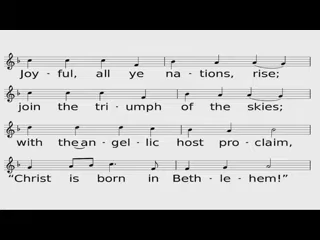 Joy - ful, all ye na - tions, rise;
join the tri - umph of the skies;
with the an - gel - lic host pro - claim,
“Christ is born in Beth - le - hem!”